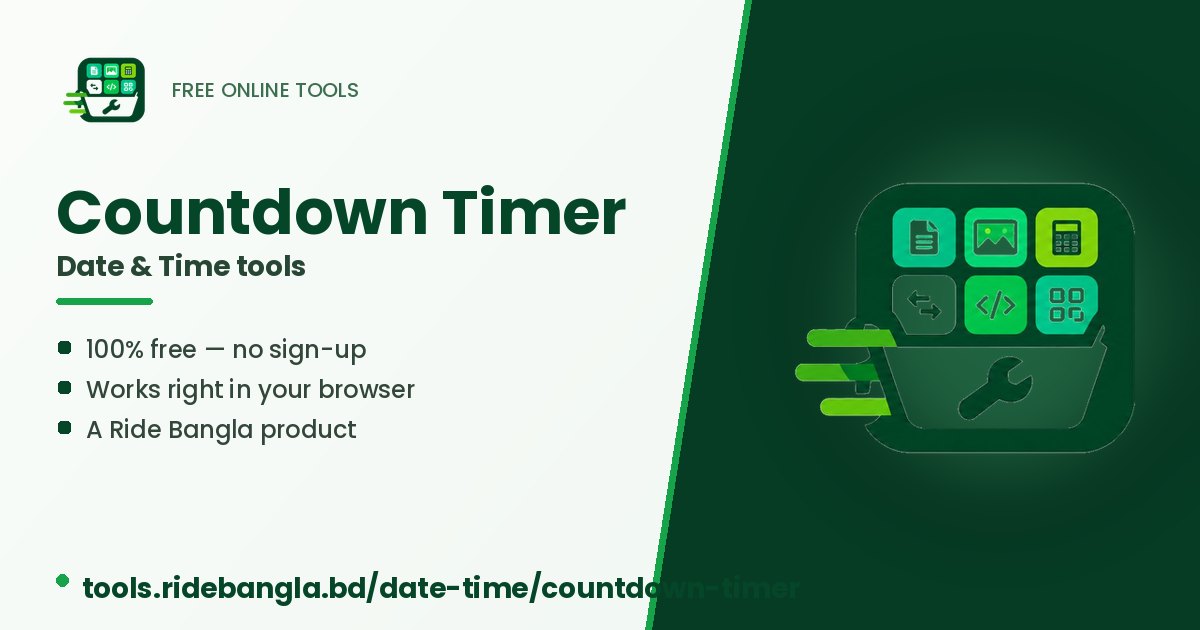 FREE ONLINE TOOLS
Countdown Timer
Date & Time tools
100% free — no sign-up
Works right in your browser
A Ride Bangla product
tools.ridebangla.bd/date-time/countdown-timer